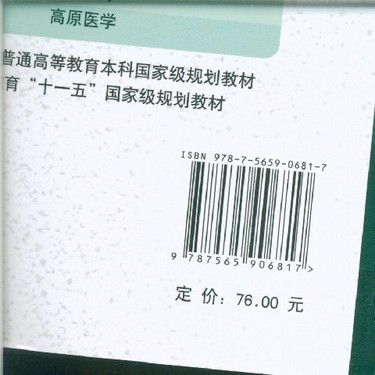 高原医学
普通高等教育本科国家级规划教材
育“十一五”国家级规划教材
ISBN 978-7-5659-0681-7
9 787565 906817 >
定 价: 76.00 元